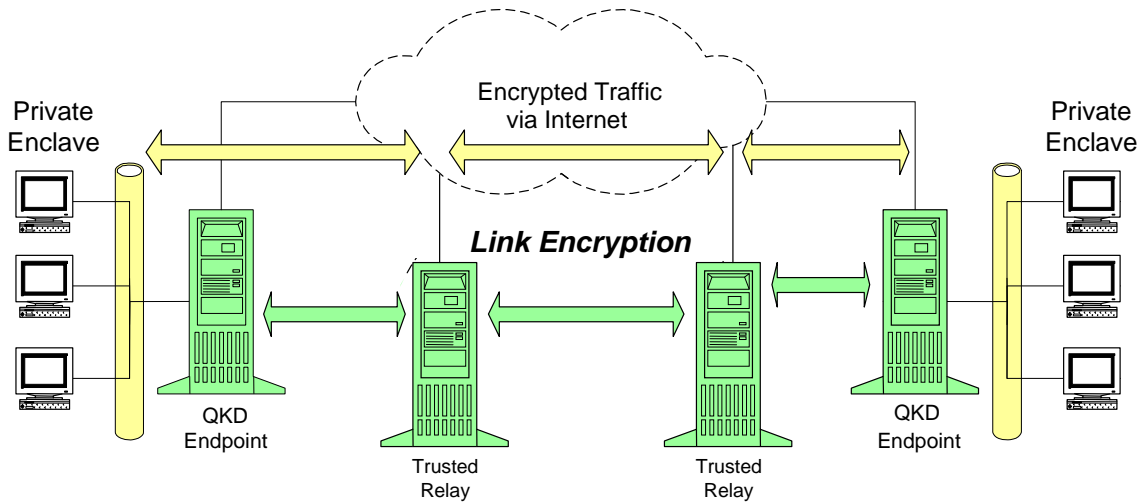 Encrypted Traffic
via Internet
Private
Enclave
Private
Enclave
Link Encryption
QKD
Endpoint
QKD
Endpoint
Trusted
Relay
Trusted
Relay